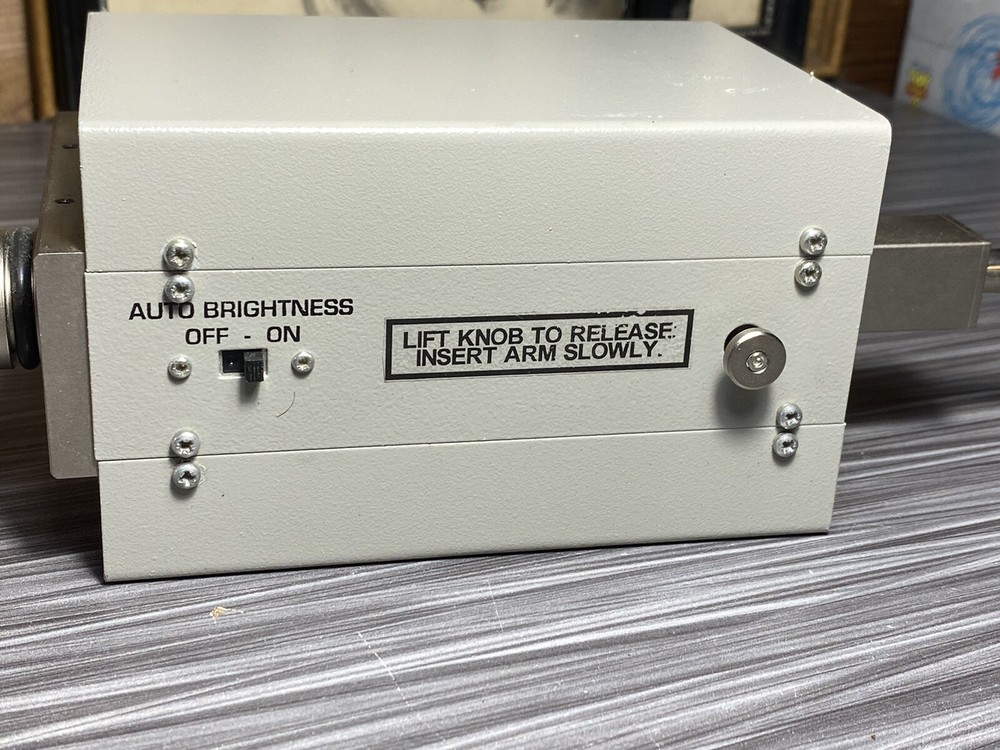 AUTO BRIGHTNESS
OFF - ON
LIFT KNOB TO RELEASE.
INSERT ARM SLOWLY.